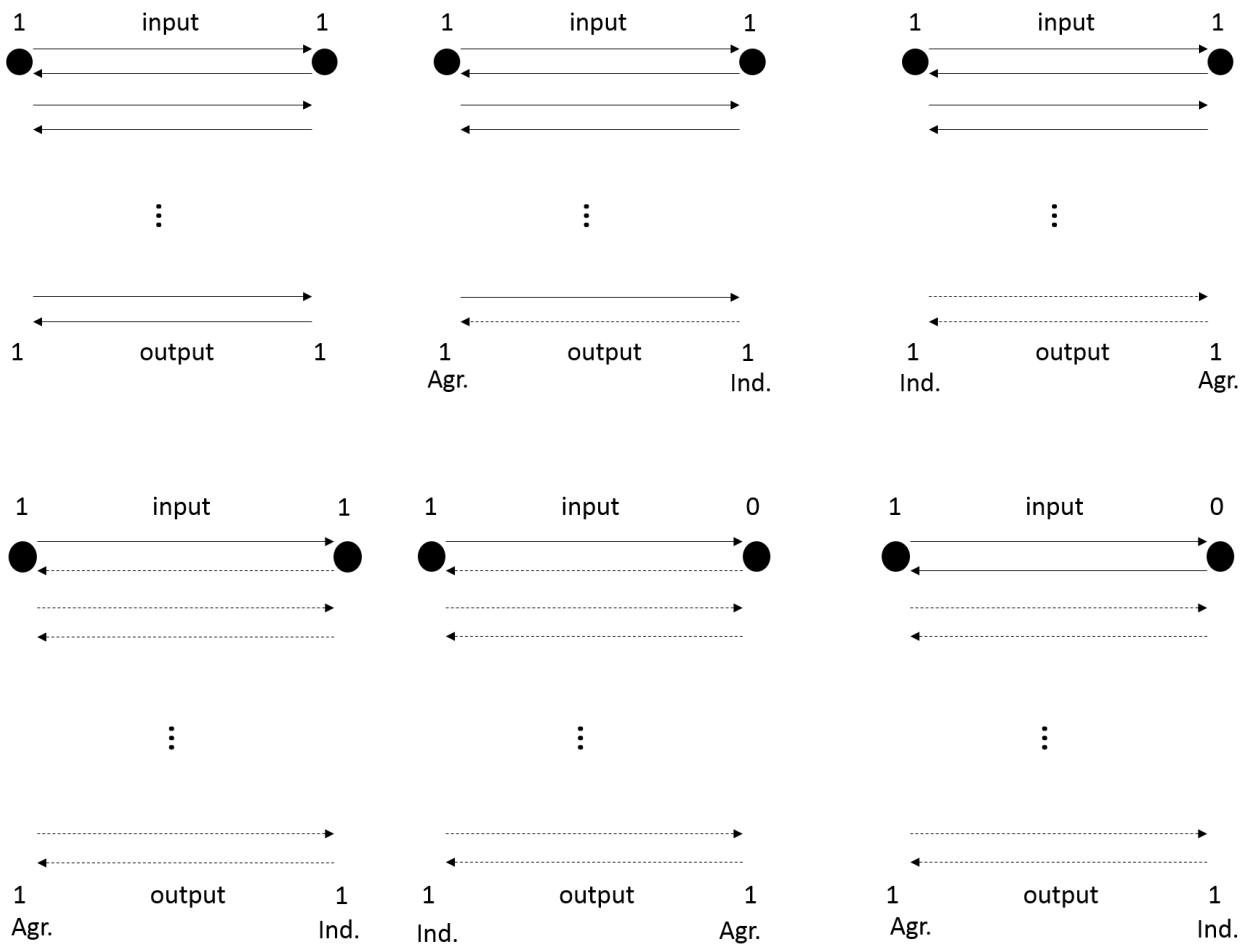 1 input 1 1 input 1 1 input 1
1 output 1 1 output 1 1 output 1
Agr. Ind. Ind. Agr.
1 input 1 1 input 0 1 input 0
1 output 1 1 output 1 1 output 1
Agr. Ind. Ind. Agr. Agr. Ind.